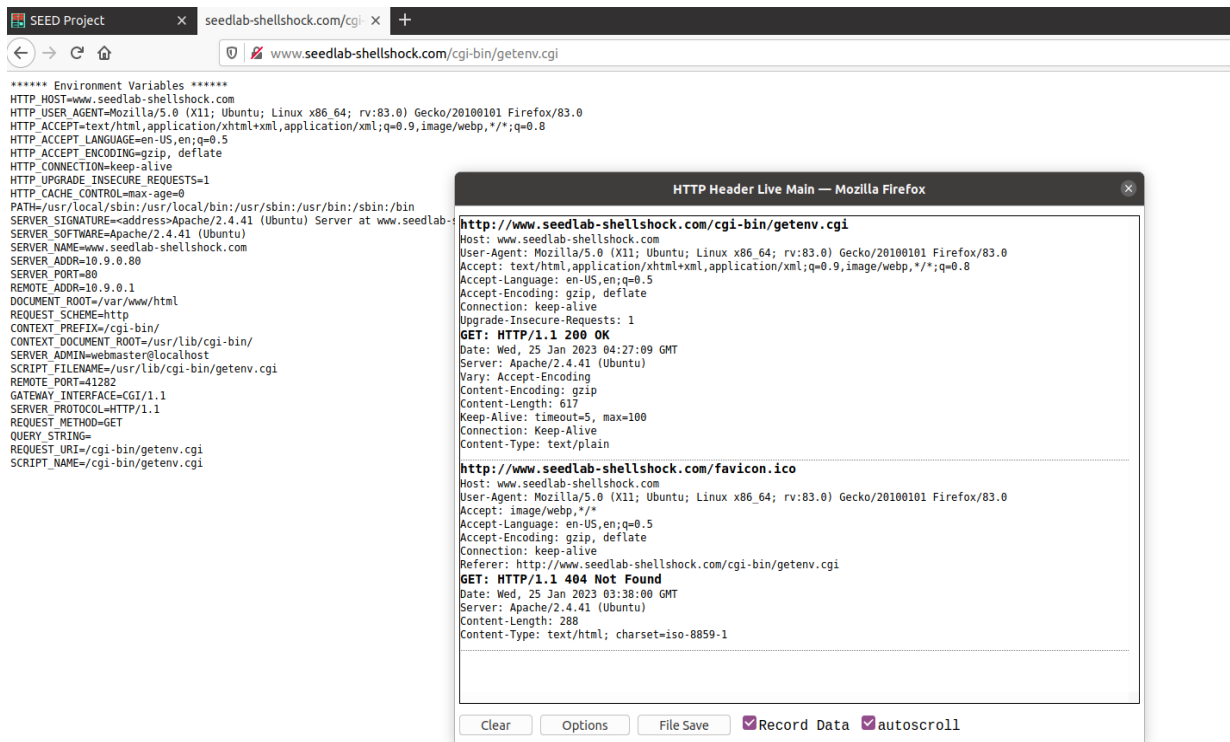 SEED Project
seedlab-shellshock.com/cgi-
www.seedlab-shellshock.com/cgi-bin/getenv.cgi
****** Environment Variables ******
HTTP_HOST=www.seedlab-shellshock.com
HTTP_USER_AGENT=Mozilla/5.0 (X11; Ubuntu; Linux x86_64; rv:83.0) Gecko/20100101 Firefox/83.0
HTTP_ACCEPT=text/html,application/xhtml+xml,application/xml;q=0.9,image/webp,*/*;q=0.8
HTTP_ACCEPT_LANGUAGE=en-US,en;q=0.5
HTTP_ACCEPT_ENCODING=gzip, deflate
HTTP_CONNECTION=keep-alive
HTTP_UPGRADE_INSECURE_REQUESTS=1
HTTP_CACHE_CONTROL=max-age=0
PATH=/usr/local/sbin:/usr/local/bin:/usr/sbin:/usr/bin:/sbin:/bin
SERVER_SIGNATURE=<address>Apache/2.4.41 (Ubuntu) Server at www.seedlab-s
SERVER_SOFTWARE=Apache/2.4.41 (Ubuntu)
SERVER_NAME=www.seedlab-shellshock.com
SERVER_ADDR=10.9.0.80
SERVER_PORT=80
REMOTE_ADDR=10.9.0.1
DOCUMENT_ROOT=/var/www/html
REQUEST_SCHEME=http
CONTEXT_PREFIX=/cgi-bin/
CONTEXT_DOCUMENT_ROOT=/usr/lib/cgi-bin/
SERVER_ADMIN=webmaster@localhost
SCRIPT_FILENAME=/usr/lib/cgi-bin/getenv.cgi
REMOTE_PORT=41282
GATEWAY_INTERFACE=CGI/1.1
SERVER_PROTOCOL=HTTP/1.1
REQUEST_METHOD=GET
QUERY_STRING=
REQUEST_URI=/cgi-bin/getenv.cgi
SCRIPT_NAME=/cgi-bin/getenv.cgi
HTTP Header Live Main — Mozilla Firefox
http://www.seedlab-shellshock.com/cgi-bin/getenv.cgi
Host: www.seedlab-shellshock.com
User-Agent: Mozilla/5.0 (X11; Ubuntu; Linux x86_64; rv:83.0) Gecko/20100101 Firefox/83.0
Accept: text/html,application/xhtml+xml,application/xml;q=0.9,image/webp,*/*;q=0.8
Accept-Language: en-US,en;q=0.5
Accept-Encoding: gzip, deflate
Connection: keep-alive
Upgrade-Insecure-Requests: 1
GET: HTTP/1.1 200 OK
Date: Wed, 25 Jan 2023 04:27:09 GMT
Server: Apache/2.4.41 (Ubuntu)
Vary: Accept-Encoding
Content-Encoding: gzip
Content-Length: 617
Keep-Alive: timeout=5, max=100
Connection: Keep-Alive
Content-Type: text/plain
http://www.seedlab-shellshock.com/favicon.ico
Host: www.seedlab-shellshock.com
User-Agent: Mozilla/5.0 (X11; Ubuntu; Linux x86_64; rv:83.0) Gecko/20100101 Firefox/83.0
Accept: image/webp,*/*
Accept-Language: en-US,en;q=0.5
Accept-Encoding: gzip, deflate
Connection: keep-alive
Referer: http://www.seedlab-shellshock.com/cgi-bin/getenv.cgi
GET: HTTP/1.1 404 Not Found
Date: Wed, 25 Jan 2023 03:38:00 GMT
Server: Apache/2.4.41 (Ubuntu)
Content-Length: 288
Content-Type: text/html; charset=iso-8859-1
Clear Options File Save Record Data autoscroll